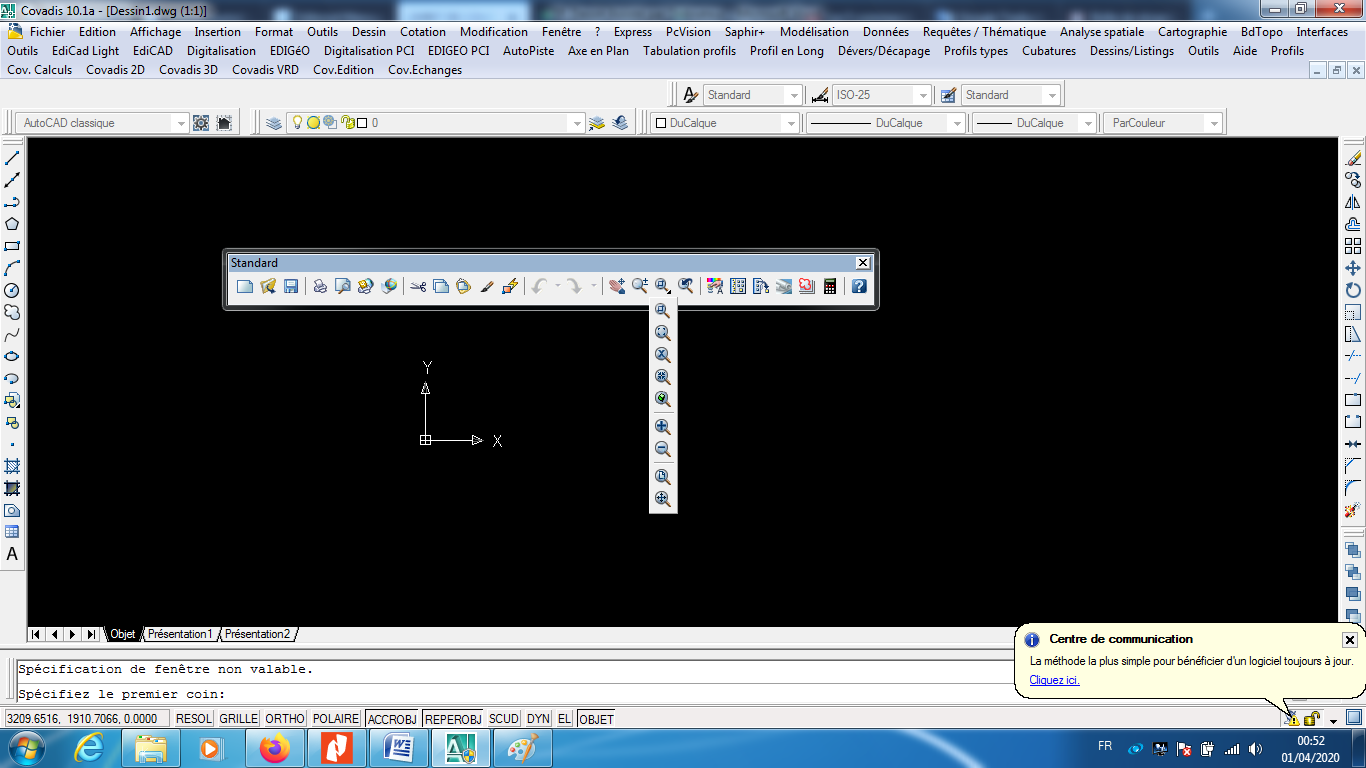 Covadis 10.1a - [Dessin1.dwg (1:1)]
Fichier Edition Affichage Insertion Format Outils Dessin Cotation Modification Fenêtre ? Express PcVision Saphir+ Modélisation Données Requêtes / Thématique Analyse spatiale Cartographie BdTopo Interfaces
Outils EdiCad Light EdiCAD Digitalisation EDIGéO Digitalisation PCI EDIGEO PCI AutoPiste Axe en Plan Tabulation profils Profil en Long Dévers/Décapage Profils types Cubatures Dessins/Listings Outils Aide Profils
Cov. Calculs Covadis 2D Covadis 3D Covadis VRD Cov.Edition Cov.Echanges
Standard ISO-25 Standard
AutoCAD classique 0 DuCalque DuCalque DuCalque ParCouleur
Standard
Y
X
A
Objet Présentation1 Présentation2
Centre de communication
La méthode la plus simple pour bénéficier d'un logiciel toujours à jour.
Cliquez ici.
Spécification de fenêtre non valable.
Spécifiez le premier coin:
3209.6516, 1910.7066, 0.0000 RESOL GRILLE ORTHO POLAIRE ACCROBJ REPEROBJ SCUD DYN EL OBJET
FR
00:52
01/04/2020